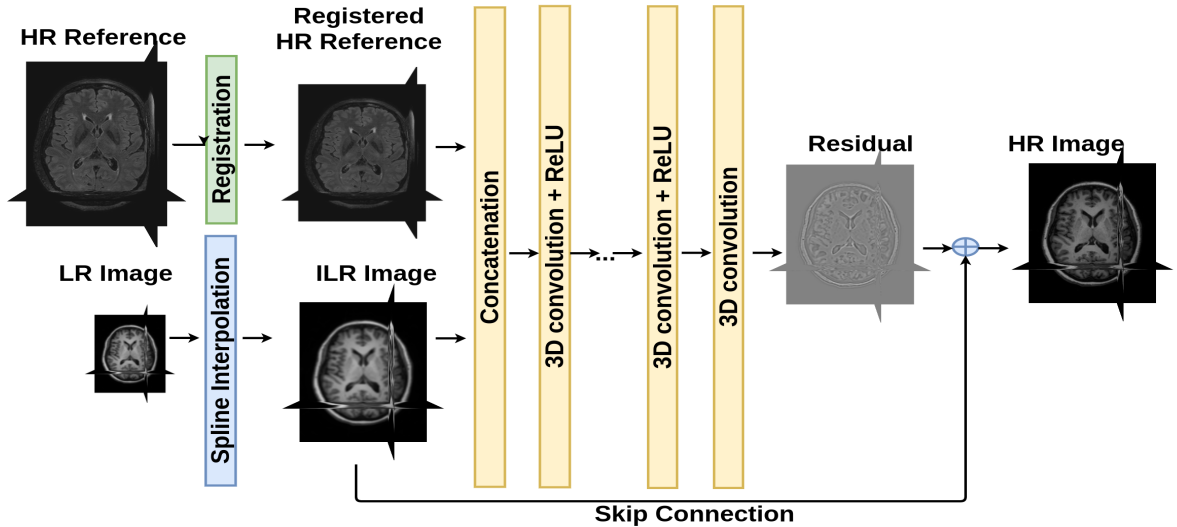 HR Reference
Registration
Registered
HR Reference
LR Image
Spline Interpolation
ILR Image
Concatenation
3D convolution + ReLU
...
3D convolution + ReLU
3D convolution
Residual
HR Image
Skip Connection